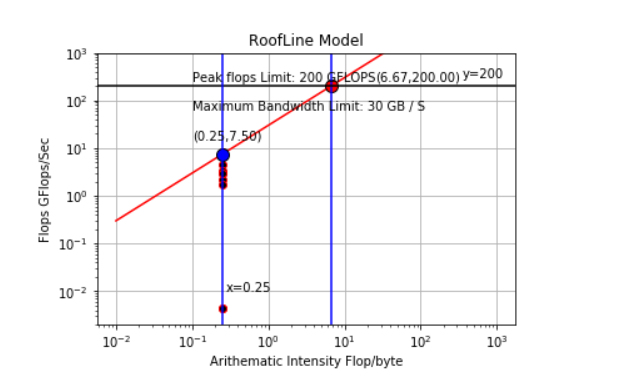 RoofLine Model
Flops GFlops/Sec
10³
10²
10¹
10⁰
10⁻¹
10⁻²
Peak flops Limit: 200 GFLOPS(6.67,200.00) y=200
Maximum Bandwidth Limit: 30 GB / S
(0.25,7.50)
x=0.25
10⁻² 10⁻¹ 10⁰ 10¹ 10² 10³
Arithematic Intensity Flop/byte